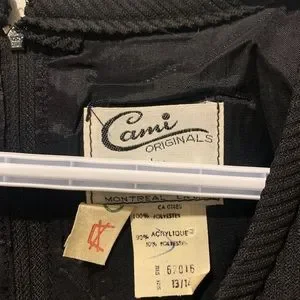 Cami
ORIGINALS
MONTREAL
100% POLYESTER
90% ACRYLIQUE
10% POLYESTER
62016
13/14